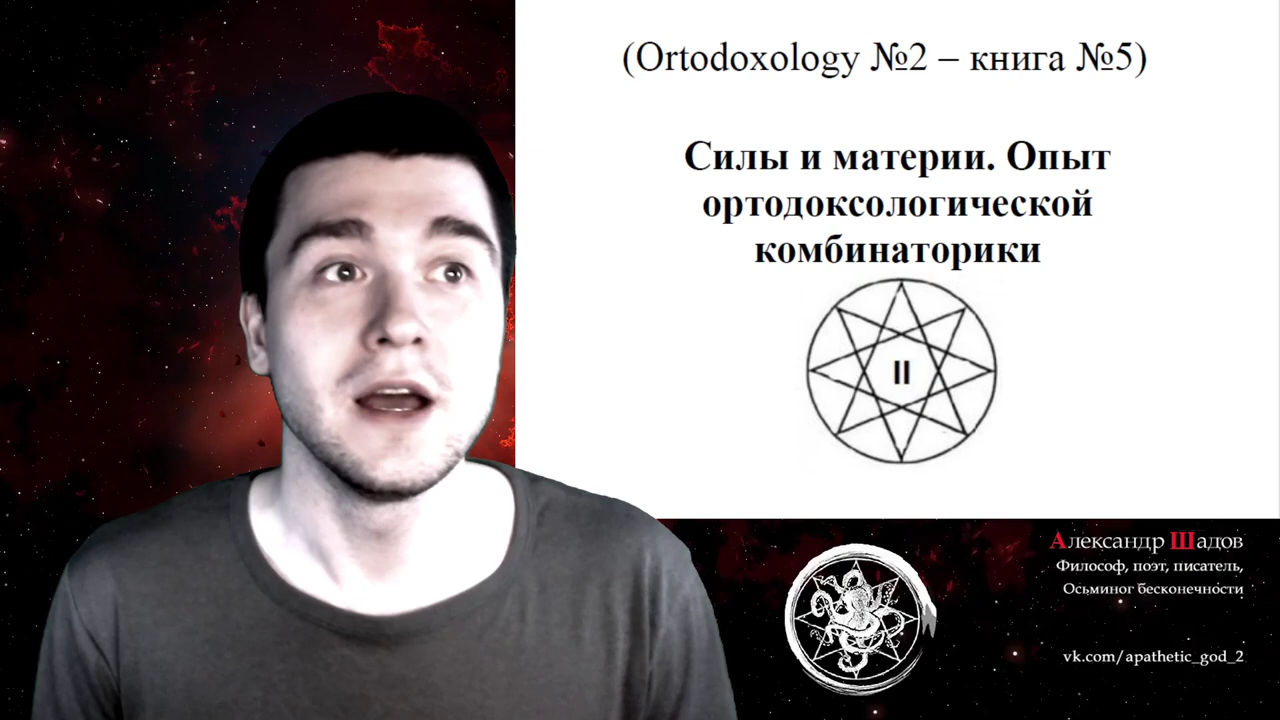 (Ortodoxology №2 – книга №5)
Силы и материи. Опыт
ортодоксологической
комбинаторики
II
Александр Шадов
Философ, поэт, писатель,
Осьминог бесконечности
vk.com/apathetic_god_2